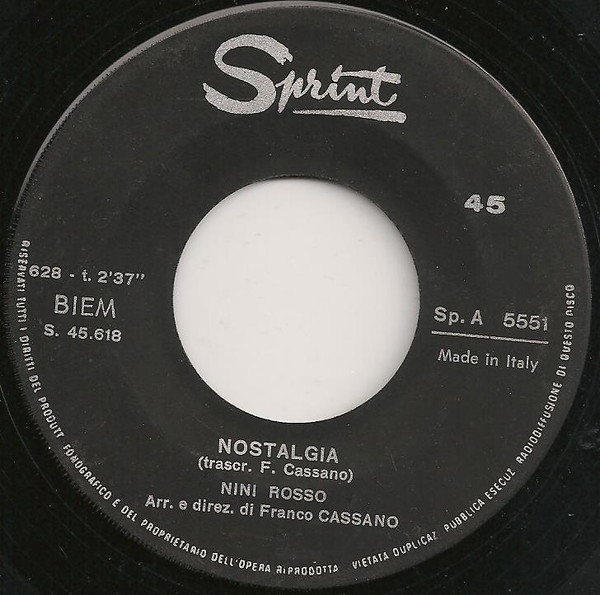 Sprint
45
628 - t. 2'37"
BIEM
S. 45.618
Sp. A 5551
Made in Italy
NOSTALGIA
(trascr. F. Cassano)
NINI ROSSO
Arr. e direz. di Franco CASSANO
RISERVATI TUTTI I DIRITTI DEL PRODUTT FONOGRAFICO E DEL PROPRIETARIO DELL'OPERA RIPRODOTTA VIETATA DUPLICAZ PUBBLICA ESECUZ RADIODIFFUSIONE DI QUESTO DISCO